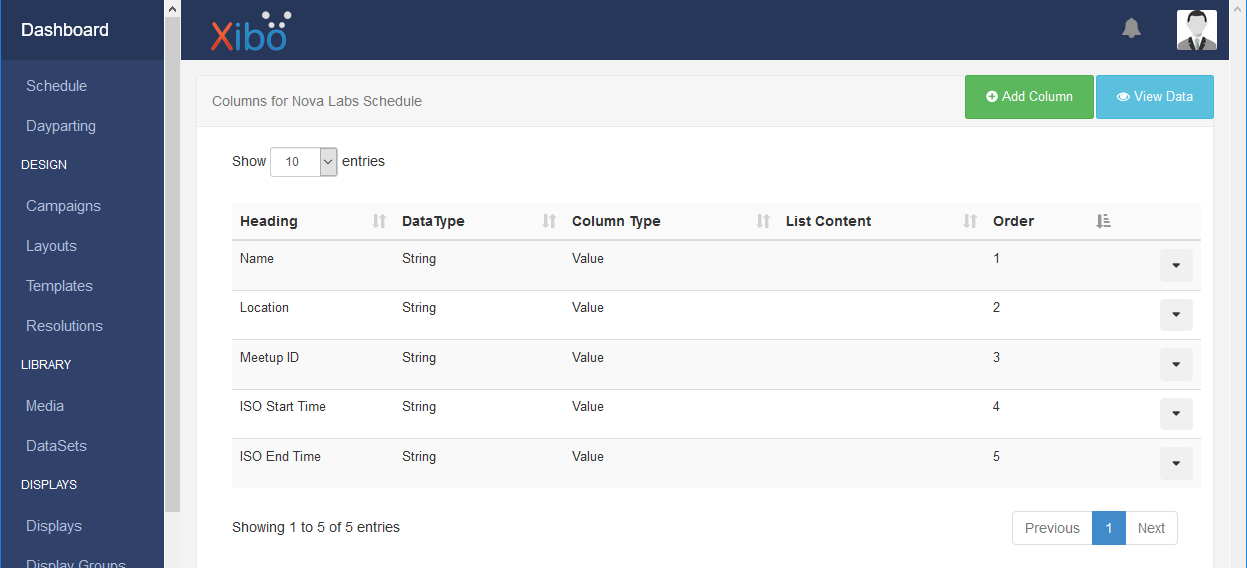 Dashboard
Schedule
Dayparting
DESIGN
Campaigns
Layouts
Templates
Resolutions
LIBRARY
Media
DataSets
DISPLAYS
Displays
Display Groups
Xibo
Columns for Nova Labs Schedule
Add Column
View Data
Show 10 entries
Heading DataType Column Type List Content Order
Name String Value 1
Location String Value 2
Meetup ID String Value 3
ISO Start Time String Value 4
ISO End Time String Value 5
Showing 1 to 5 of 5 entries
Previous 1 Next